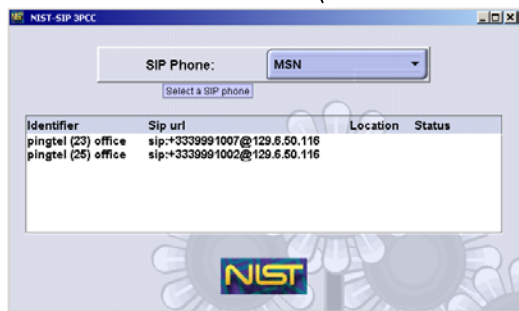 NIST NIST-SIP 3PCC
SIP Phone: MSN
Select a SIP phone
Identifier Sip url Location Status
pingtel (23) office sip:+3339991007@129.6.50.116
pingtel (25) office sip:+3339991002@129.6.50.116
NIST